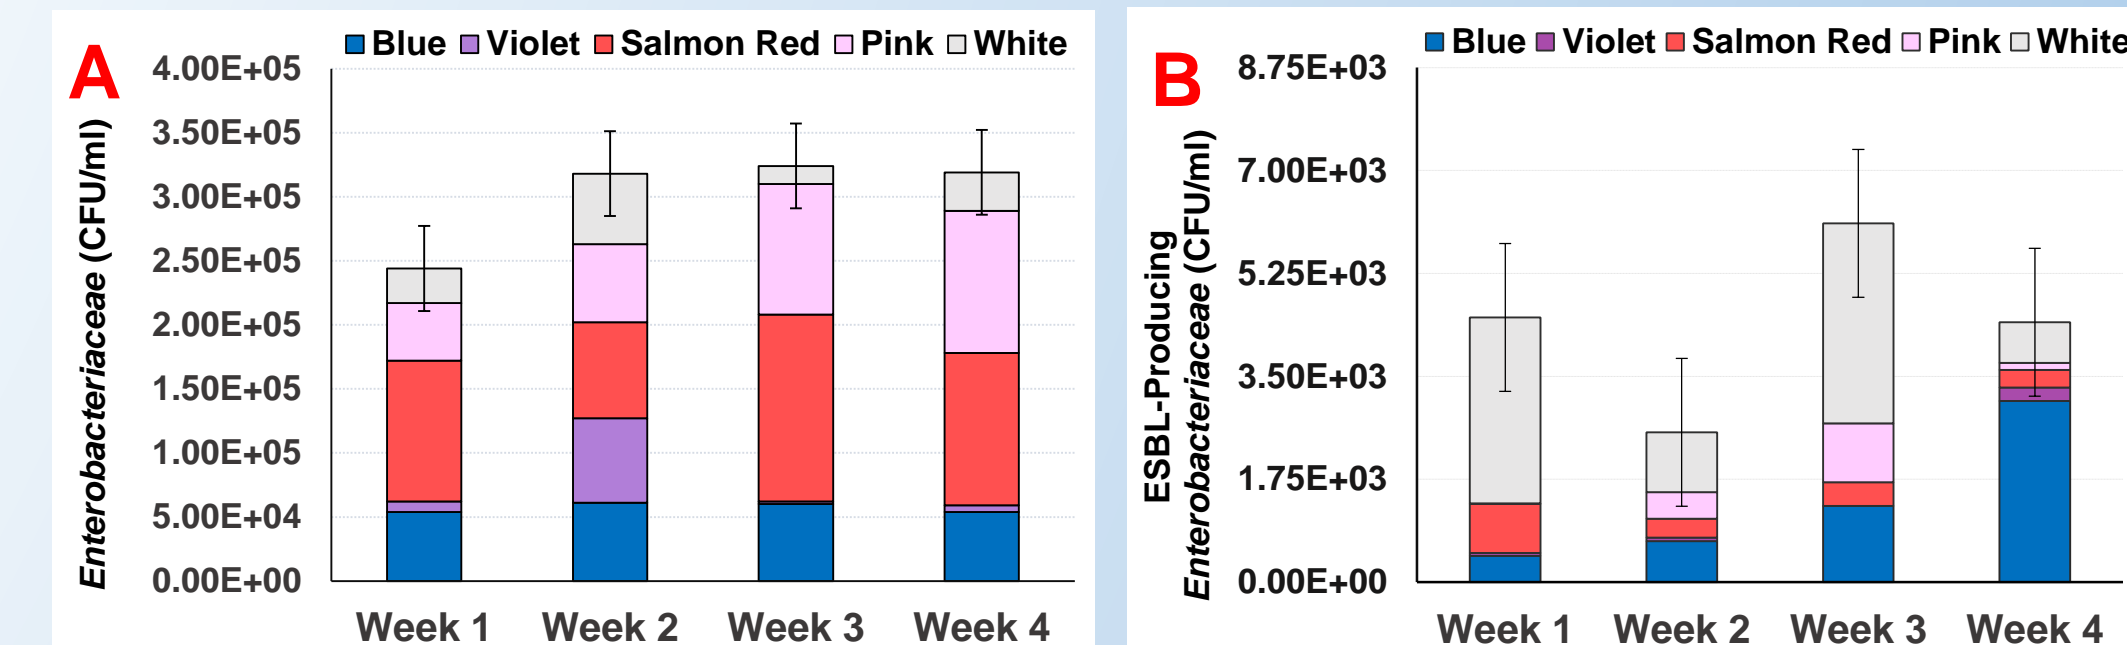 A
Blue Violet Salmon Red Pink White
Enterobacteriaceae (CFU/ml)
4.00E+05
3.50E+05
3.00E+05
2.50E+05
2.00E+05
1.50E+05
1.00E+05
5.00E+04
0.00E+00
Week 1 Week 2 Week 3 Week 4
B
Blue Violet Salmon Red Pink White
ESBL-Producing
Enterobacteriaceae (CFU/ml)
8.75E+03
7.00E+03
5.25E+03
3.50E+03
1.75E+03
0.00E+00
Week 1 Week 2 Week 3 Week 4